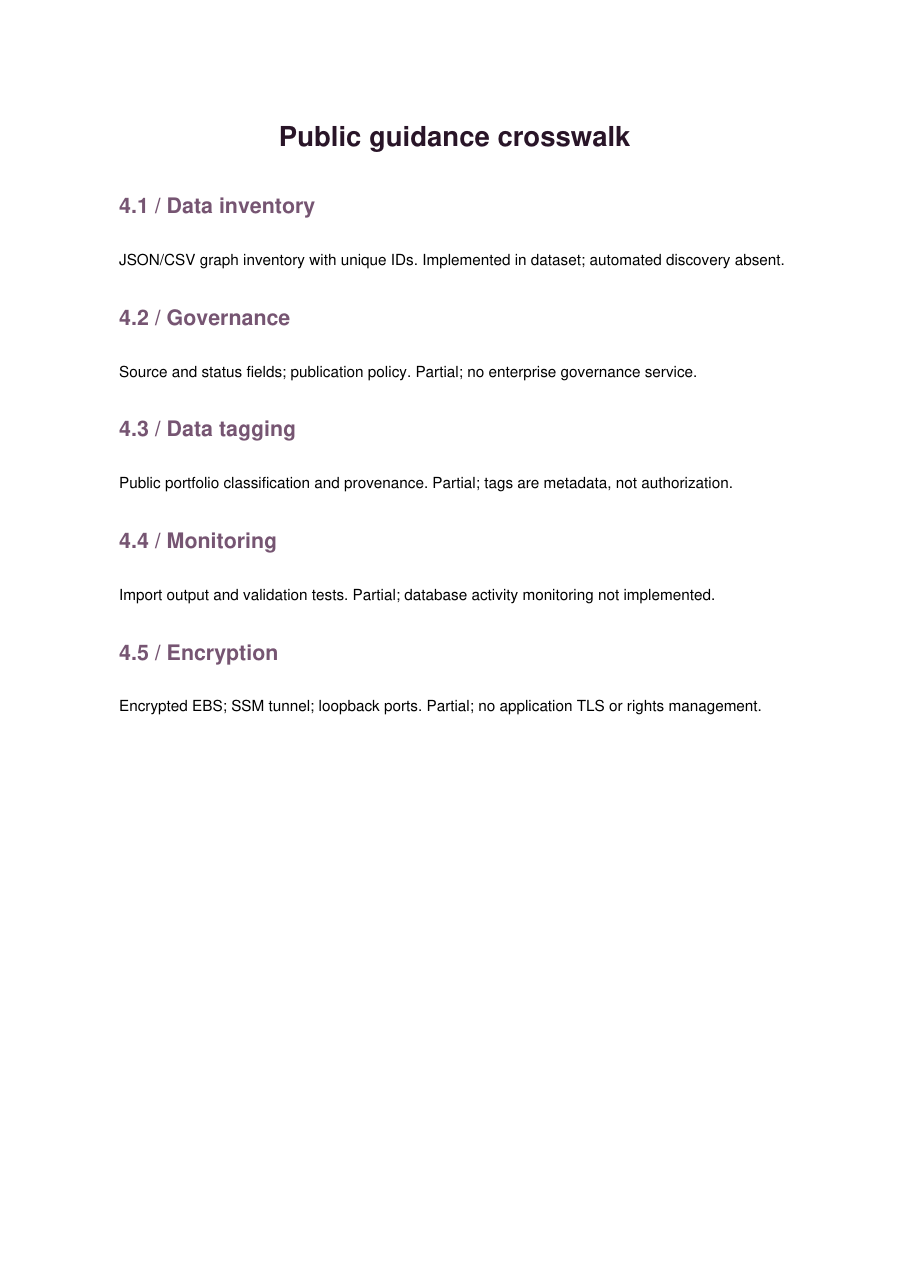 Public guidance crosswalk
4.1 / Data inventory
JSON/CSV graph inventory with unique IDs. Implemented in dataset; automated discovery absent.
4.2 / Governance
Source and status fields; publication policy. Partial; no enterprise governance service.
4.3 / Data tagging
Public portfolio classification and provenance. Partial; tags are metadata, not authorization.
4.4 / Monitoring
Import output and validation tests. Partial; database activity monitoring not implemented.
4.5 / Encryption
Encrypted EBS; SSM tunnel; loopback ports. Partial; no application TLS or rights management.